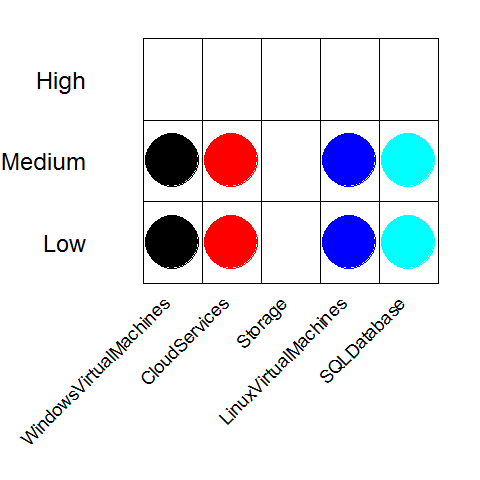 High
Medium
Low
WindowsVirtualMachines
CloudServices
Storage
LinuxVirtualMachines
SQLDatabase